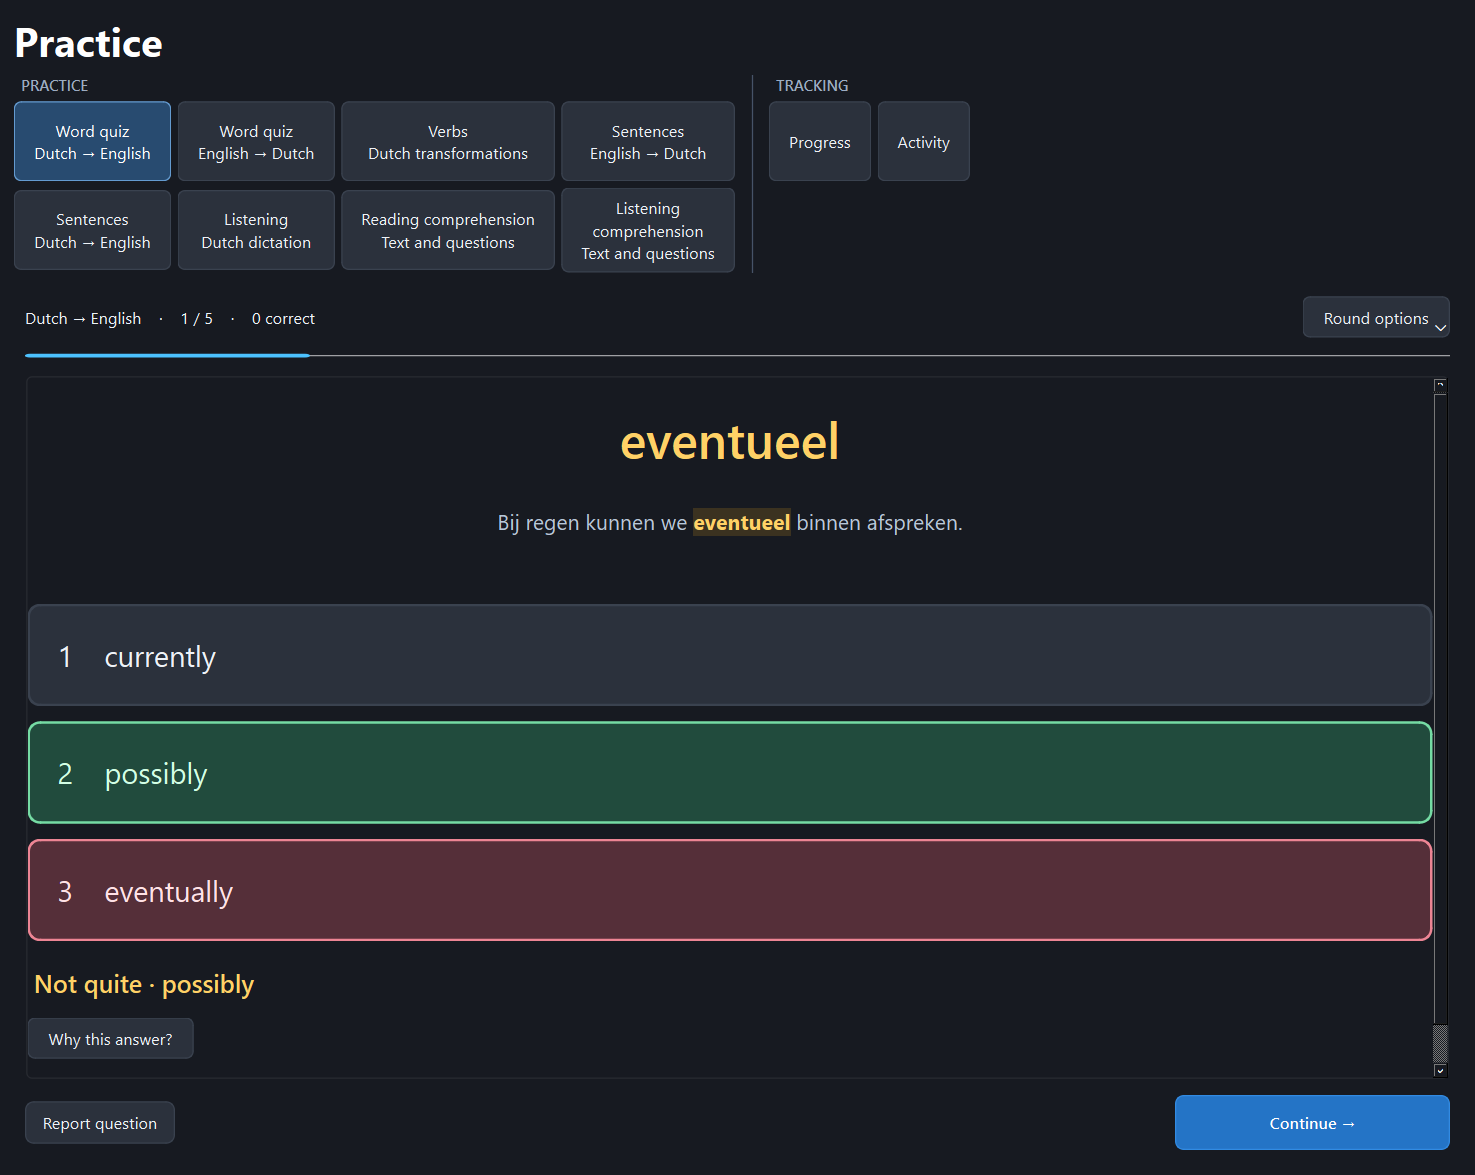 Practice
PRACTICE
TRACKING
Word quiz
Dutch → English
Word quiz
English → Dutch
Verbs
Dutch transformations
Sentences
English → Dutch
Progress
Activity
Sentences
Dutch → English
Listening
Dutch dictation
Reading comprehension
Text and questions
Listening
comprehension
Text and questions
Dutch → English · 1 / 5 · 0 correct
Round options
eventueel
Bij regen kunnen we eventueel binnen afspreken.
1 currently
2 possibly
3 eventually
Not quite · possibly
Why this answer?
Report question
Continue →